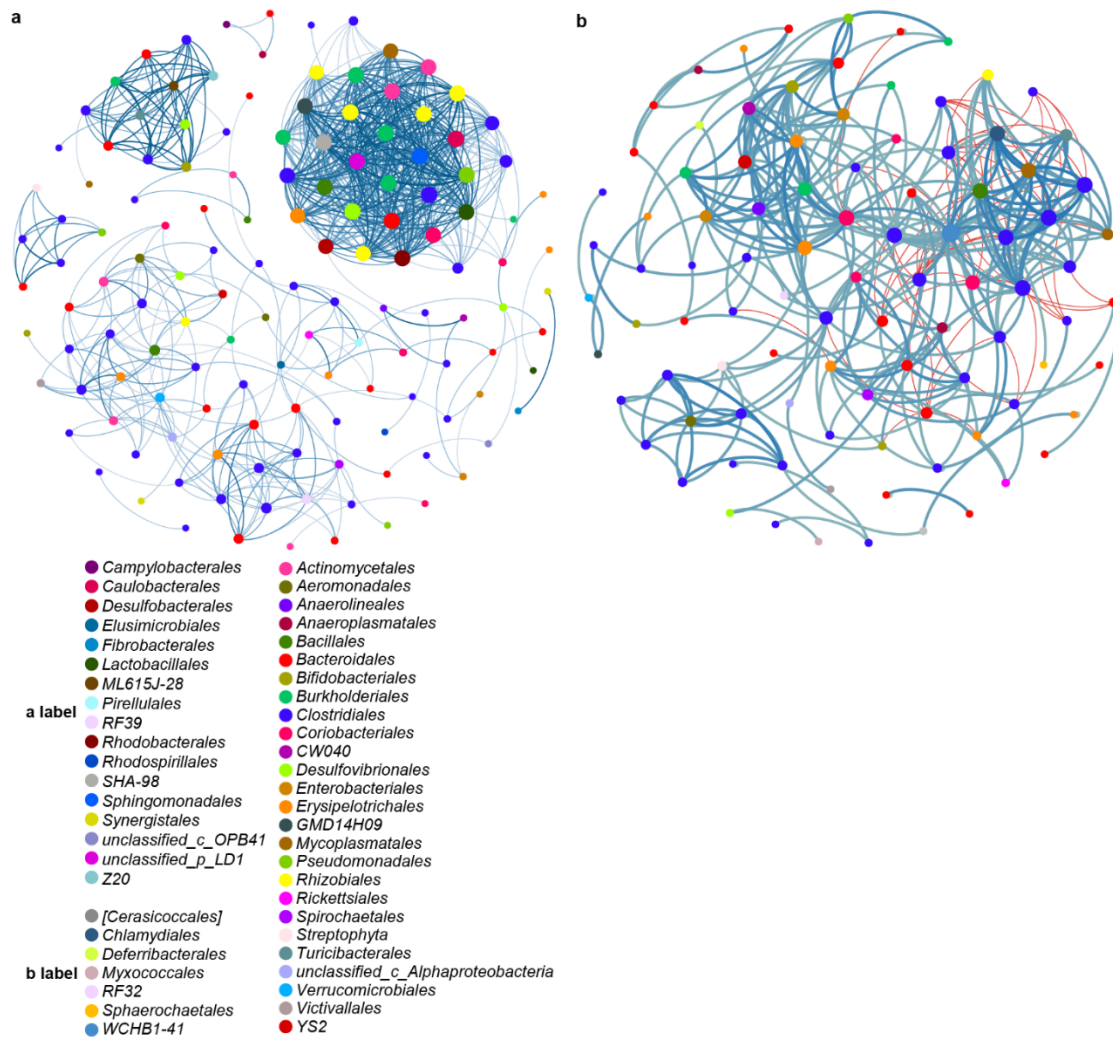 a
b
Campylobacterales
Caulobacterales
Desulfobacterales
Elusimicrobiales
Fibrobacterales
Lactobacillales
ML615J-28
Pirellulales
a label
RF39
Rhodobacterales
Rhodospirillales
SHA-98
Sphingomonadales
Synergistales
unclassified_c_OPB41
unclassified_p_LD1
Z20
[Cerasicoccales]
Chlamydiales
Deferribacterales
b label
Myxococcales
RF32
Sphaerochaetales
WCHB1-41
Actinomycetales
Aeromonadales
Anaerolineales
Anaeroplasmatales
Bacillales
Bacteroidales
Bifidobacteriales
Burkholderiales
Clostridiales
Coriobacteriales
CW040
Desulfovibrionales
Enterobacteriales
Erysipelotrichales
GMD14H09
Mycoplasmatales
Pseudomonadales
Rhizobiales
Rickettsiales
Spirochaetales
Streptophyta
Turicibacterales
unclassified_c_Alphaproteobacteria
Verrucomicrobiales
Victivallales
YS2